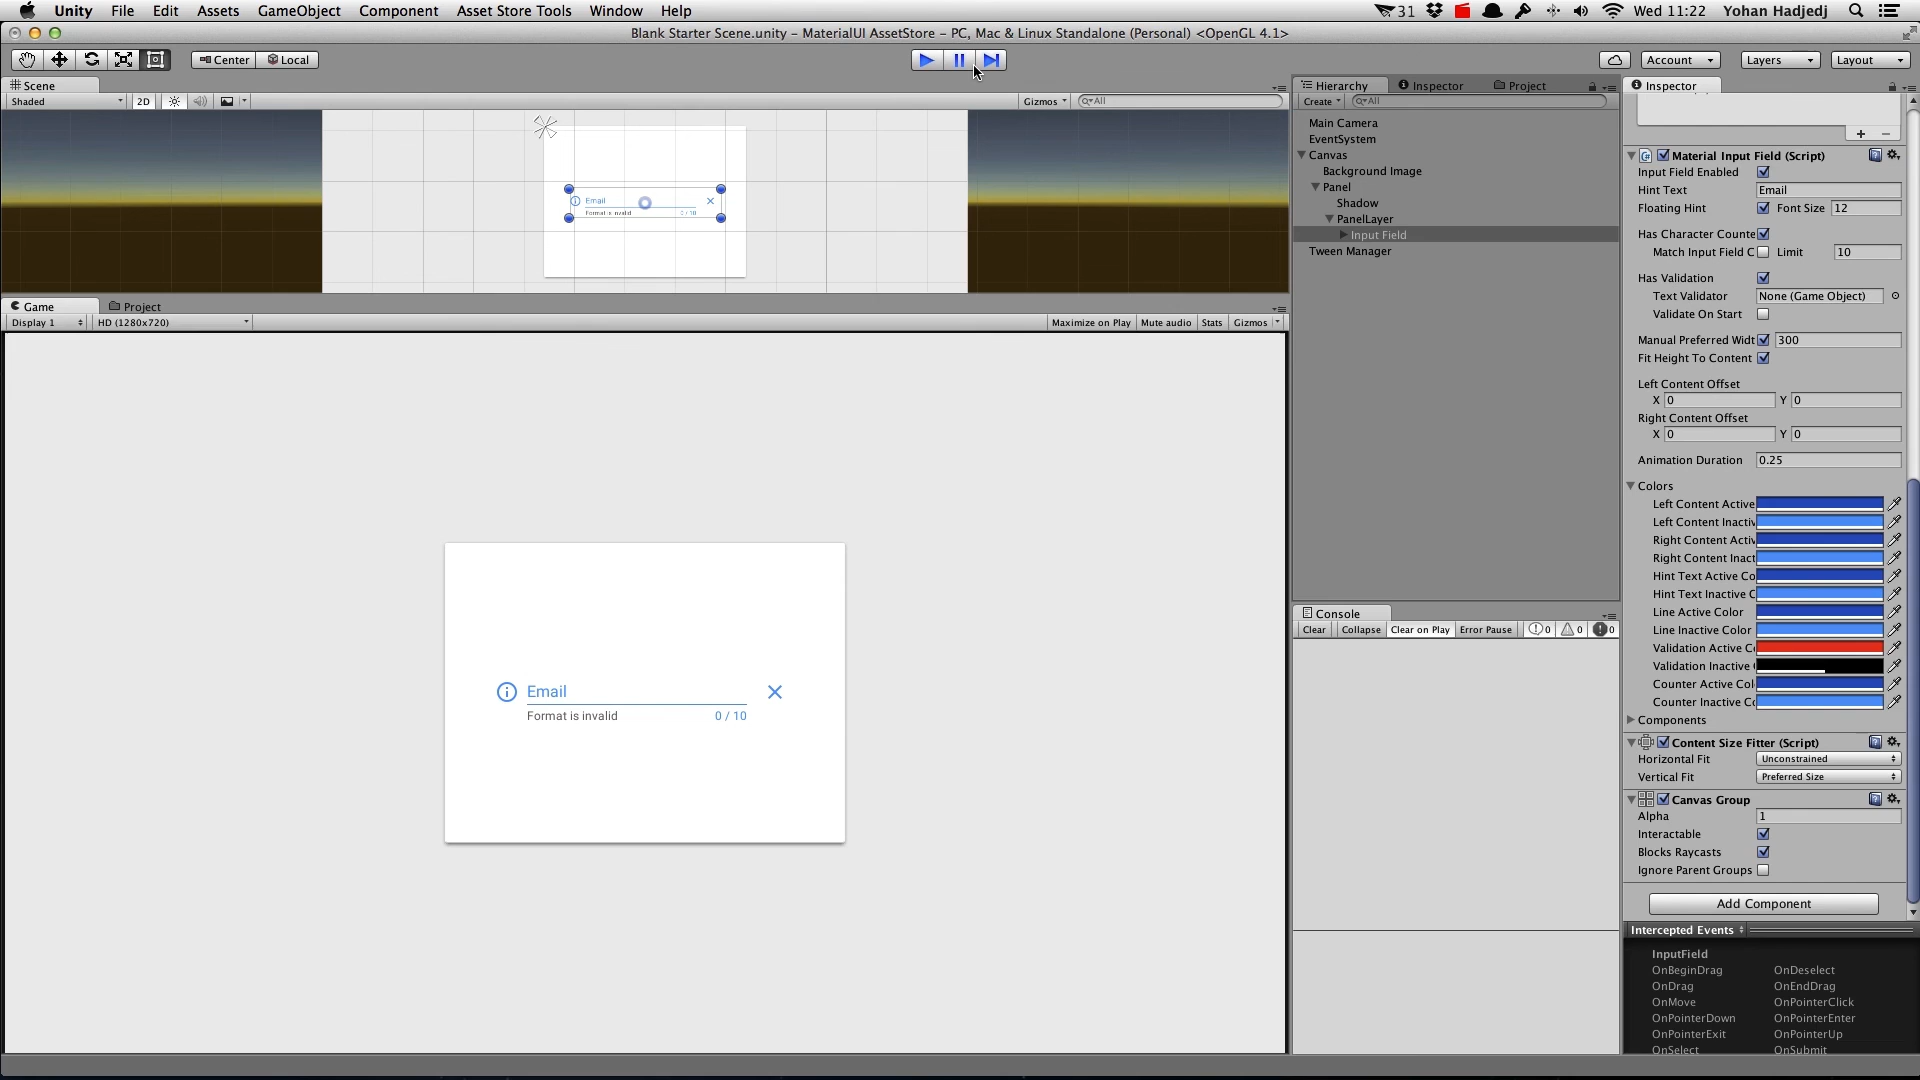 Unity File Edit Assets GameObject Component Asset Store Tools Window Help 31 Wed 11:22 Yohan Hadjedj
Blank Starter Scene.unity - MaterialUI AssetStore - PC, Mac & Linux Standalone (Personal) <OpenGL 4.1>
Center Local Account Layers Layout
Scene
Shaded 2D Gizmos All
Email
Format is invalid 0 / 10
Game Project
Display 1 HD (1280x720) Maximize on Play Mute audio Stats Gizmos
Email
Format is invalid 0 / 10
Hierarchy Inspector Project
Create All
Main Camera
EventSystem
Canvas
Background Image
Panel
Shadow
PanelLayer
Input Field
Tween Manager
Console
Clear Collapse Clear on Play Error Pause 0 0 0
Inspector
Material Input Field (Script)
Input Field Enabled
Hint Text Email
Floating Hint Font Size 12
Has Character Counte
Match Input Field C Limit 10
Has Validation
Text Validator None (Game Object)
Validate On Start
Manual Preferred Widt 300
Fit Height To Content
Left Content Offset
X 0 Y 0
Right Content Offset
X 0 Y 0
Animation Duration 0.25
Colors
Left Content Active
Left Content Inactiv
Right Content Activ
Right Content Inact
Hint Text Active Co
Hint Text Inactive C
Line Active Color
Line Inactive Color
Validation Active C
Validation Inactive
Counter Active Col
Counter Inactive Co
Components
Content Size Fitter (Script)
Horizontal Fit Unconstrained
Vertical Fit Preferred Size
Canvas Group
Alpha 1
Interactable
Blocks Raycasts
Ignore Parent Groups
Add Component
Intercepted Events
InputField
OnBeginDrag OnDeselect
OnDrag OnEndDrag
OnMove OnPointerClick
OnPointerDown OnPointerEnter
OnPointerExit OnPointerUp
OnSelect OnSubmit